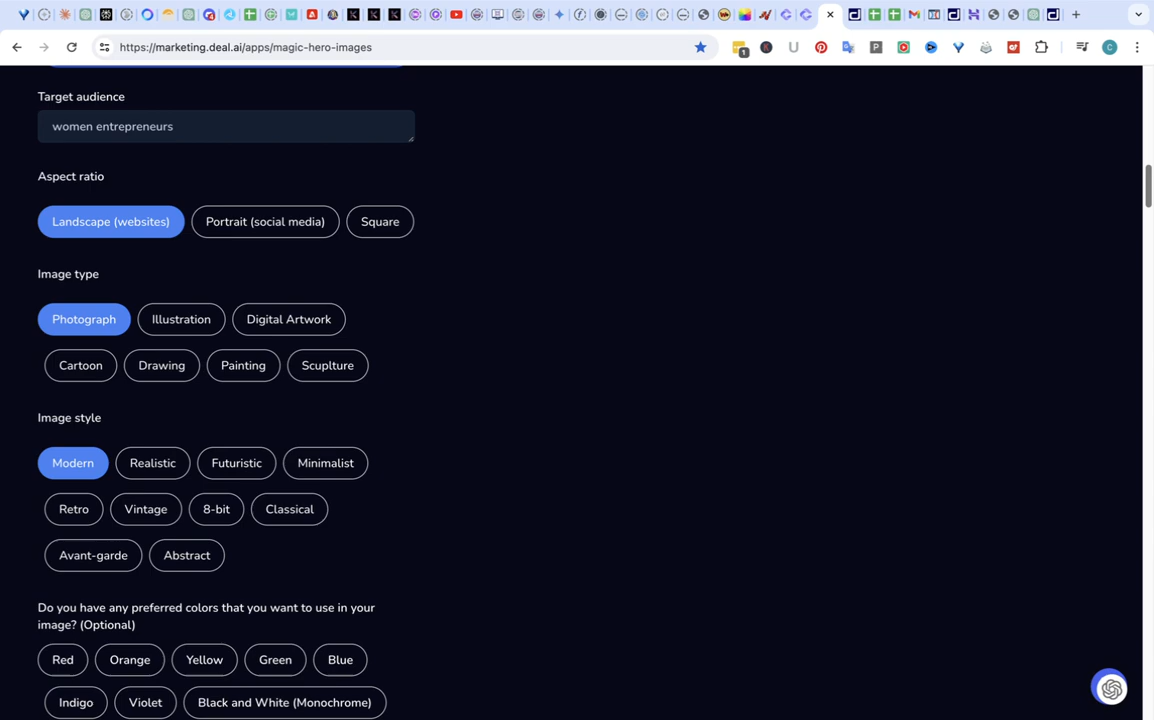 https://marketing.deal.ai/apps/magic-hero-images
1
C
Target audience
women entrepreneurs
Aspect ratio
Landscape (websites)
Portrait (social media)
Square
Image type
Photograph
Illustration
Digital Artwork
Cartoon
Drawing
Painting
Scuplture
Image style
Modern
Realistic
Futuristic
Minimalist
Retro
Vintage
8-bit
Classical
Avant-garde
Abstract
Do you have any preferred colors that you want to use in your
image? (Optional)
Red
Orange
Yellow
Green
Blue
Indigo
Violet
Black and White (Monochrome)